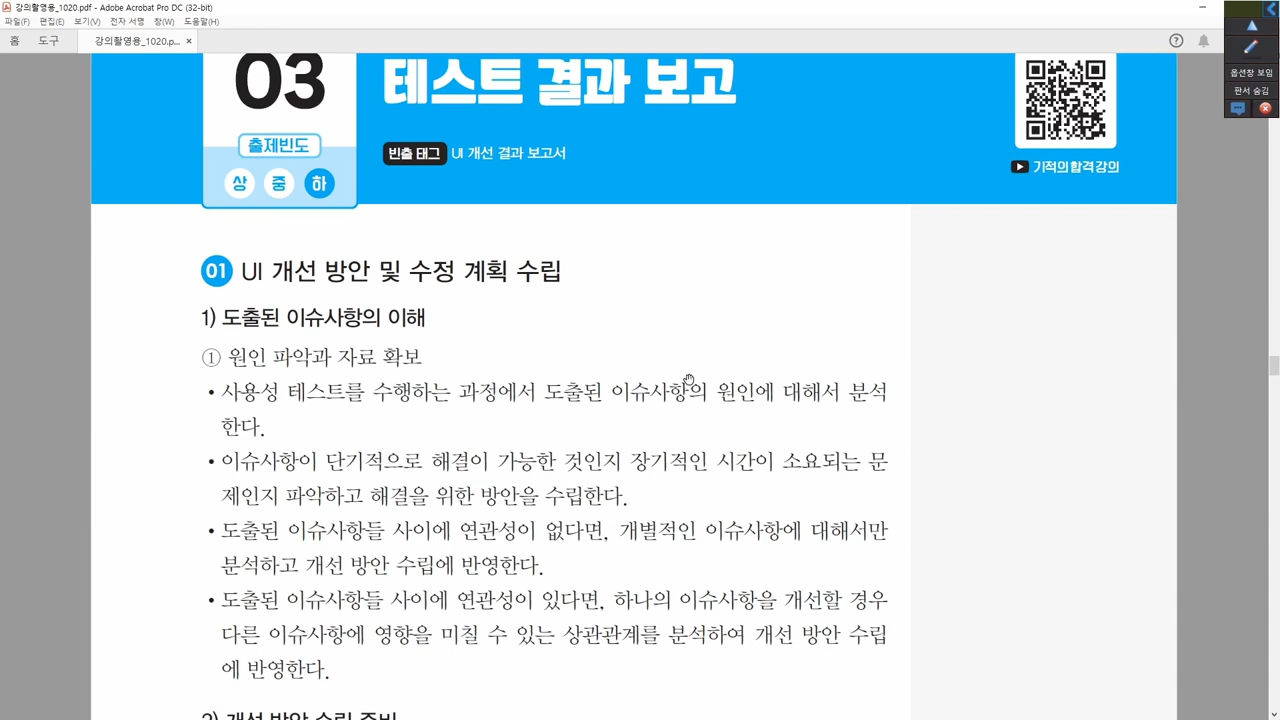 강의촬영용_1020.pdf - Adobe Acrobat Pro DC (32-bit)
파일(F) 편집(E) 보기(V) 전자 서명 창(W) 도움말(H)
홈 도구 강의촬영용_1020.p... ×
옵션창 보임
판서 숨김
03
테스트 결과 보고
출제빈도
상 중 하
빈출 태그 UI 개선 결과 보고서
기적의합격강의
01 UI 개선 방안 및 수정 계획 수립
1) 도출된 이슈사항의 이해
① 원인 파악과 자료 확보
• 사용성 테스트를 수행하는 과정에서 도출된 이슈사항의 원인에 대해서 분석
한다.
• 이슈사항이 단기적으로 해결이 가능한 것인지 장기적인 시간이 소요되는 문
제인지 파악하고 해결을 위한 방안을 수립한다.
• 도출된 이슈사항들 사이에 연관성이 없다면, 개별적인 이슈사항에 대해서만
분석하고 개선 방안 수립에 반영한다.
• 도출된 이슈사항들 사이에 연관성이 있다면, 하나의 이슈사항을 개선할 경우
다른 이슈사항에 영향을 미칠 수 있는 상관관계를 분석하여 개선 방안 수립
에 반영한다.
2) 개선 방안 수립 준비